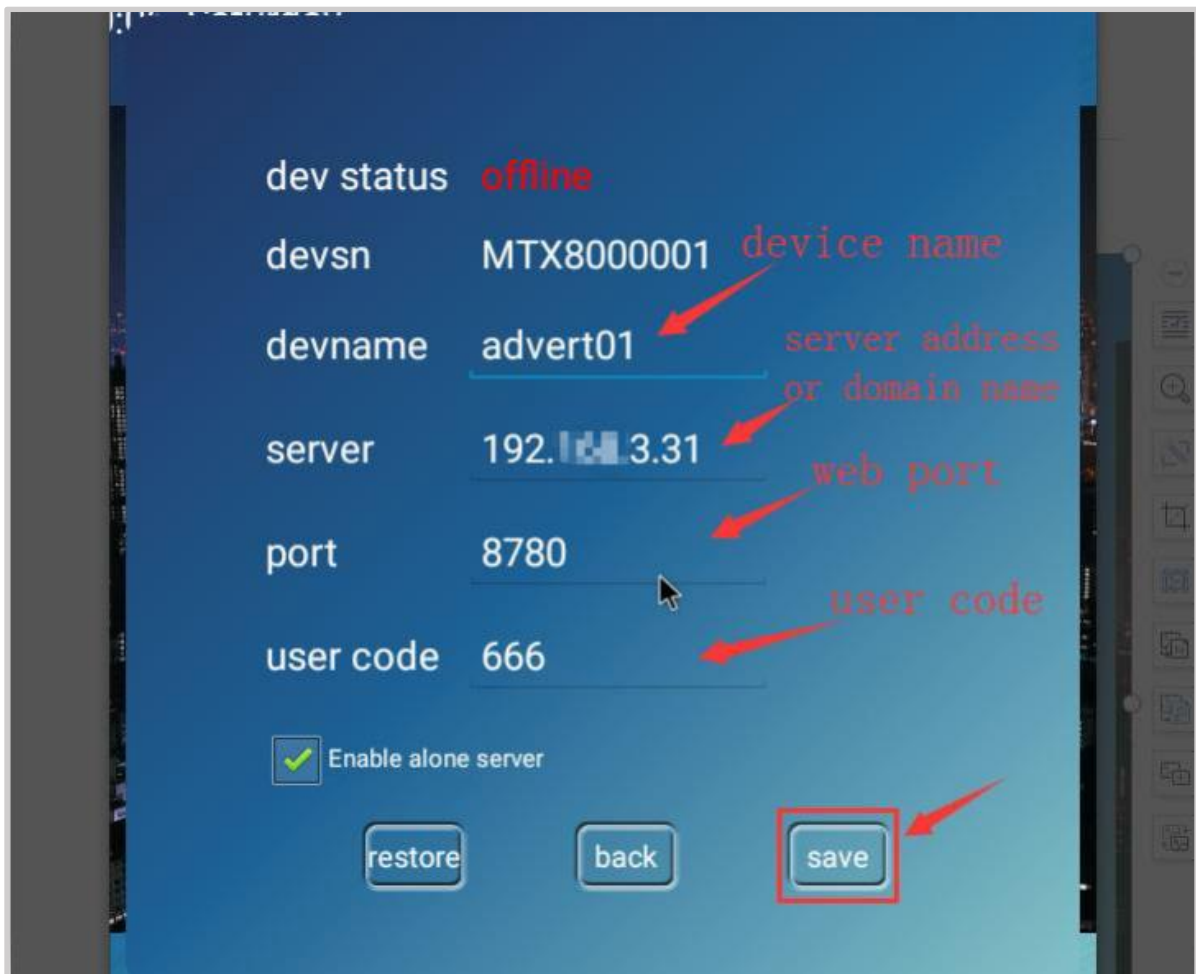 dev status offline
devsn MTX8000001 device name
devname advert01 server address
or domain name
server 192. 3.31
web port
port 8780
user code
user code 666
Enable alone server
restore back save